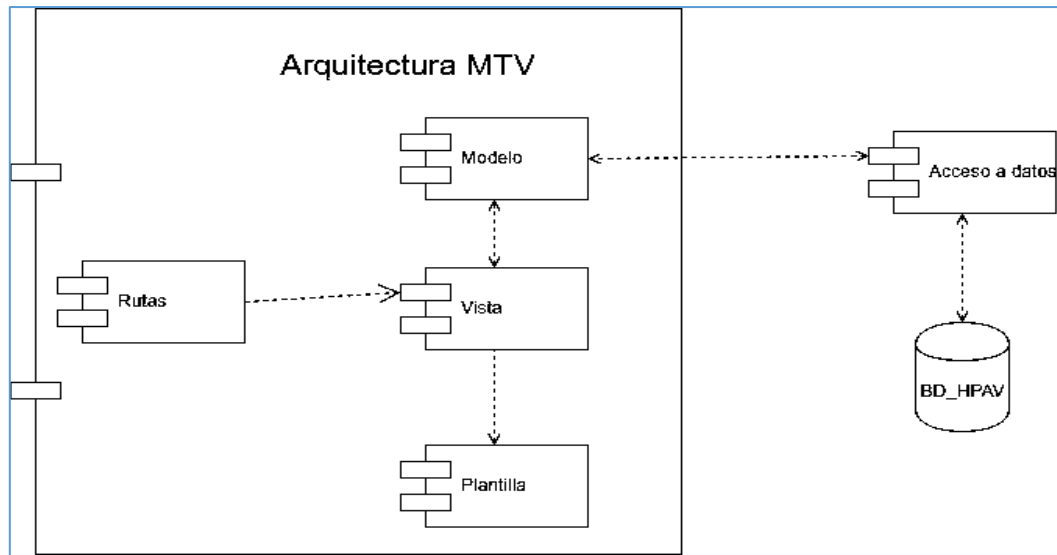 Arquitectura MTV
Modelo
Acceso a datos
Rutas
Vista
BD_HPAV
Plantilla